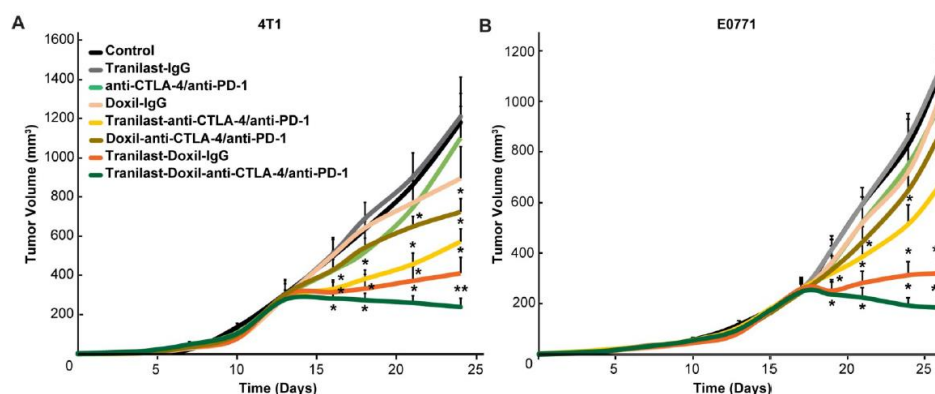 A
4T1
1600
1400
1200
1000
800
600
400
200
0
5
10
15
20
25
Tumor Volume (mm³)
Time (Days)
Control
Tranilast-IgG
anti-CTLA-4/anti-PD-1
Doxil-IgG
Tranilast-anti-CTLA-4/anti-PD-1
Doxil-anti-CTLA-4/anti-PD-1
Tranilast-Doxil-IgG
Tranilast-Doxil-anti-CTLA-4/anti-PD-1
* * * * *
* * * *
* * * **
B
E0771
1200
1000
800
600
400
200
0
5
10
15
20
25
Tumor Volume (mm³)
Time (Days)
* * * *
* * * *